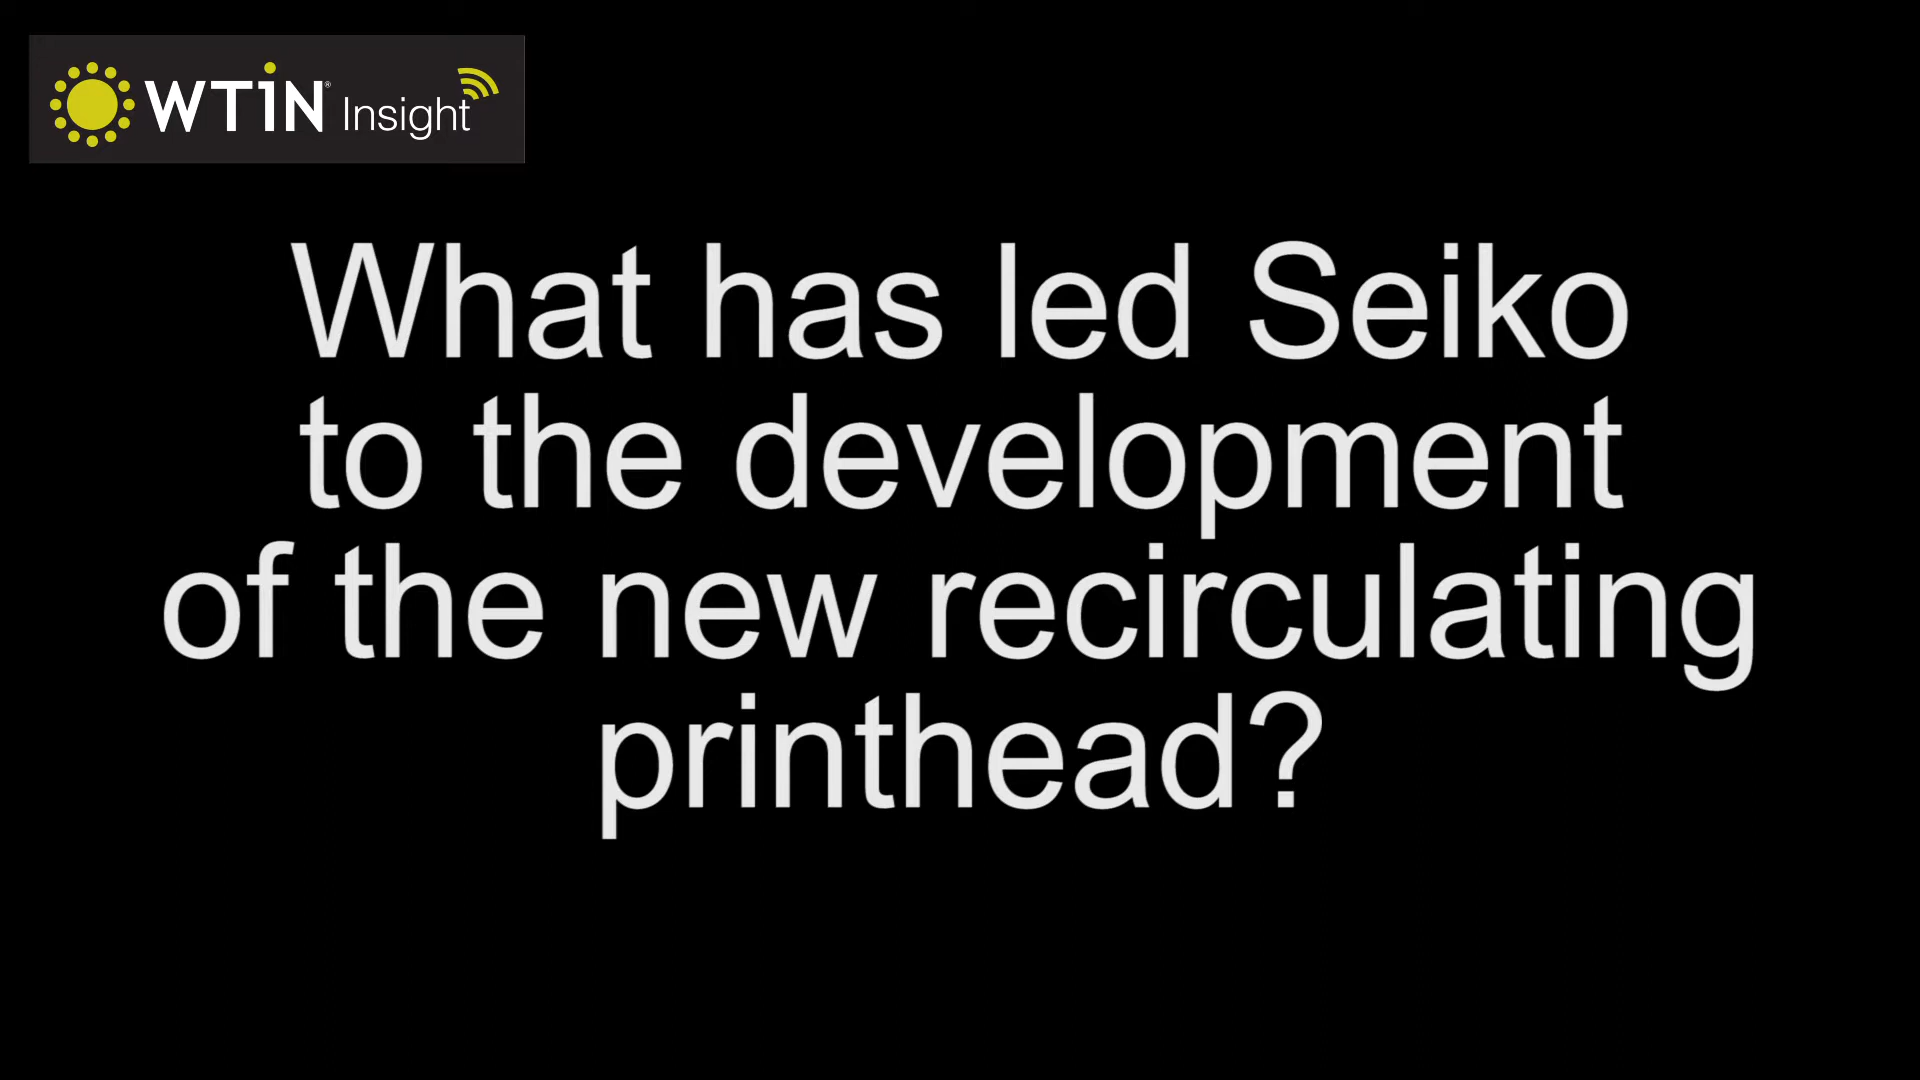 WTiN® Insight
What has led Seiko
to the development
of the new recirculating
printhead?